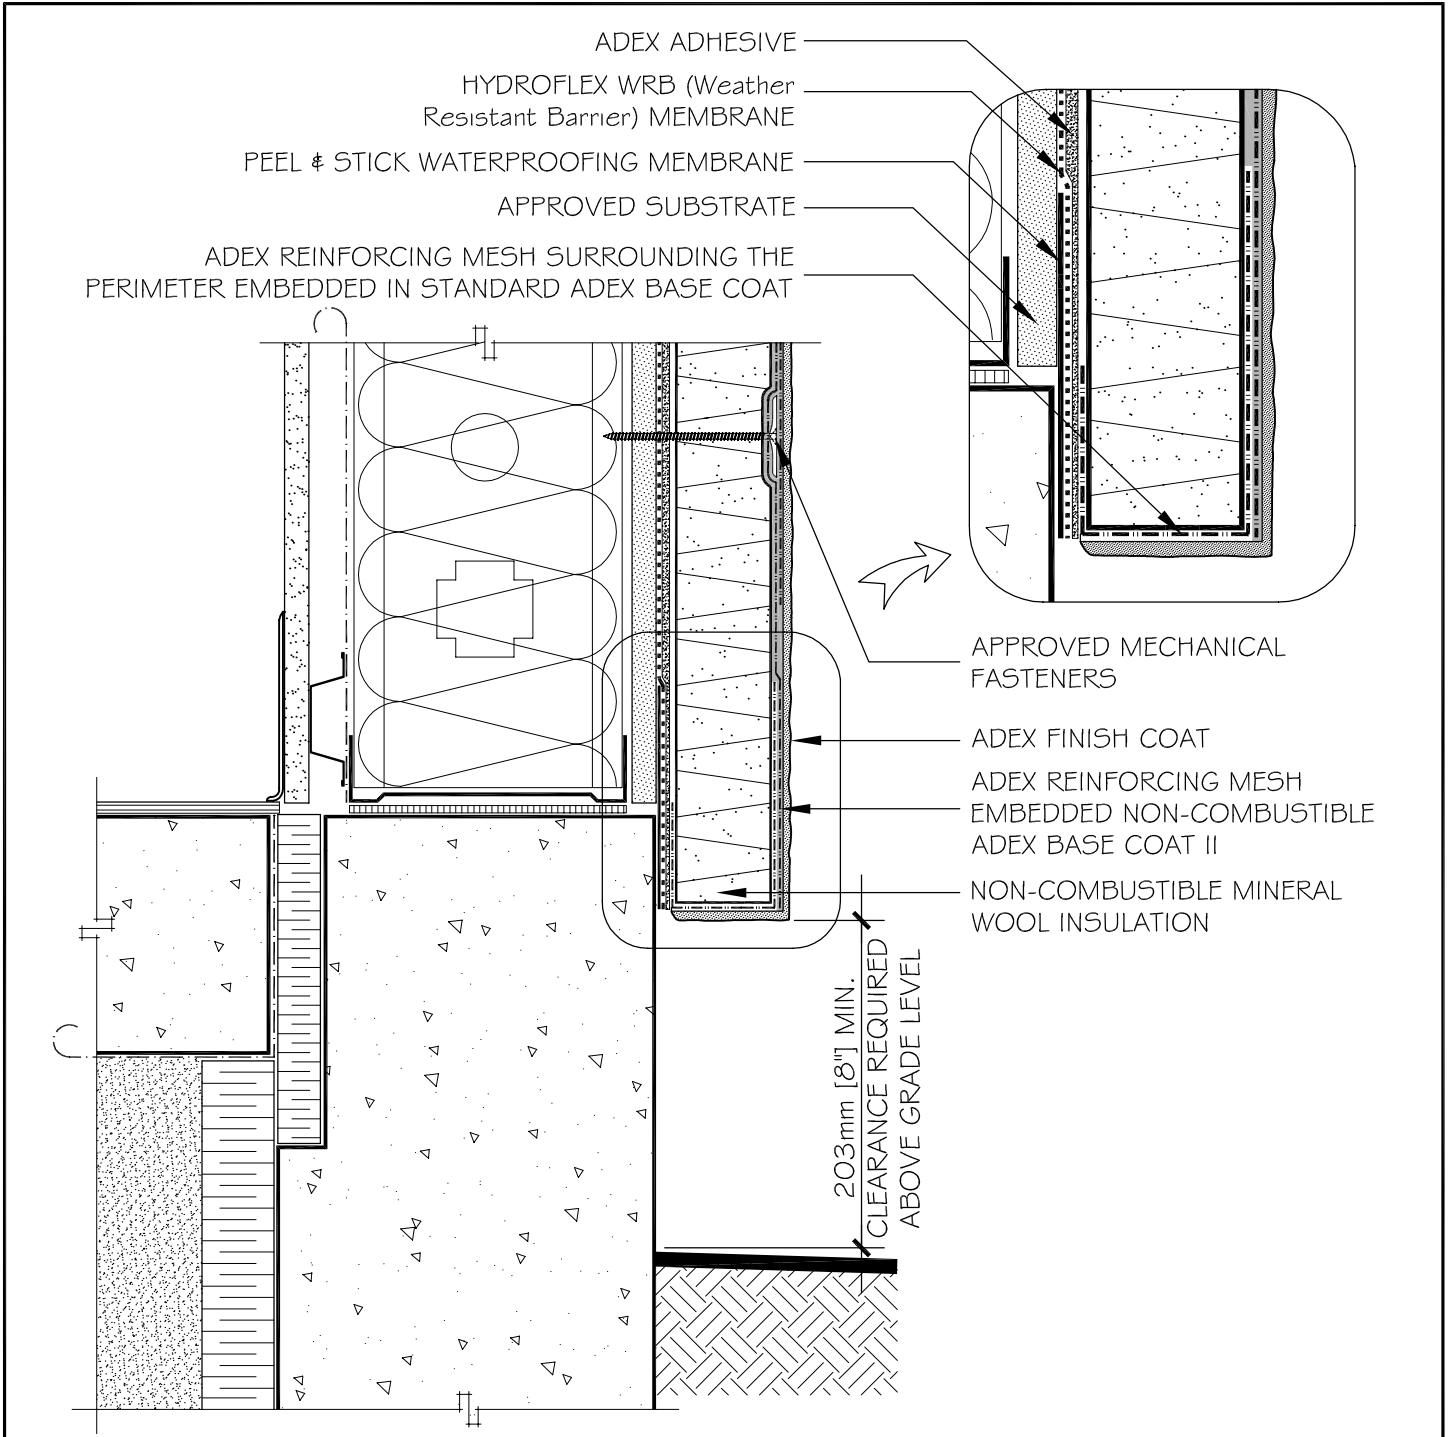 ADEX ADHESIVE
HYDROFLEX WRB (Weather
Resistant Barrier) MEMBRANE
PEEL & STICK WATERPROOFING MEMBRANE
APPROVED SUBSTRATE
ADEX REINFORCING MESH SURROUNDING THE
PERIMETER EMBEDDED IN STANDARD ADEX BASE COAT
APPROVED MECHANICAL
FASTENERS
ADEX FINISH COAT
ADEX REINFORCING MESH
EMBEDDED NON-COMBUSTIBLE
ADEX BASE COAT II
NON-COMBUSTIBLE MINERAL
WOOL INSULATION
203mm [8"] MIN.
CLEARANCE REQUIRED
ABOVE GRADE LEVEL